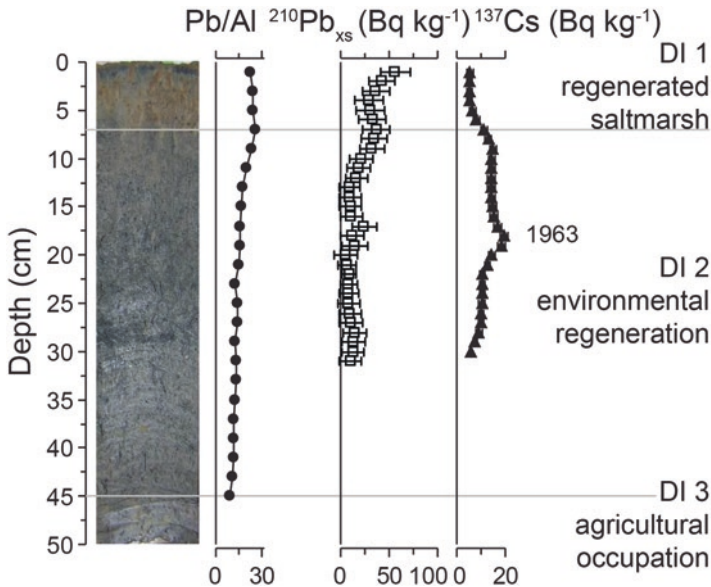 Pb/Al ²¹⁰Pbₓₛ (Bq kg⁻¹) ¹³⁷Cs (Bq kg⁻¹)
DI 1
regenerated
saltmarsh
Depth (cm)
0
5
10
15
20
25
30
35
40
45
50
1963
DI 2
environmental
regeneration
DI 3
agricultural
occupation
0 30 0 50 100 0 20